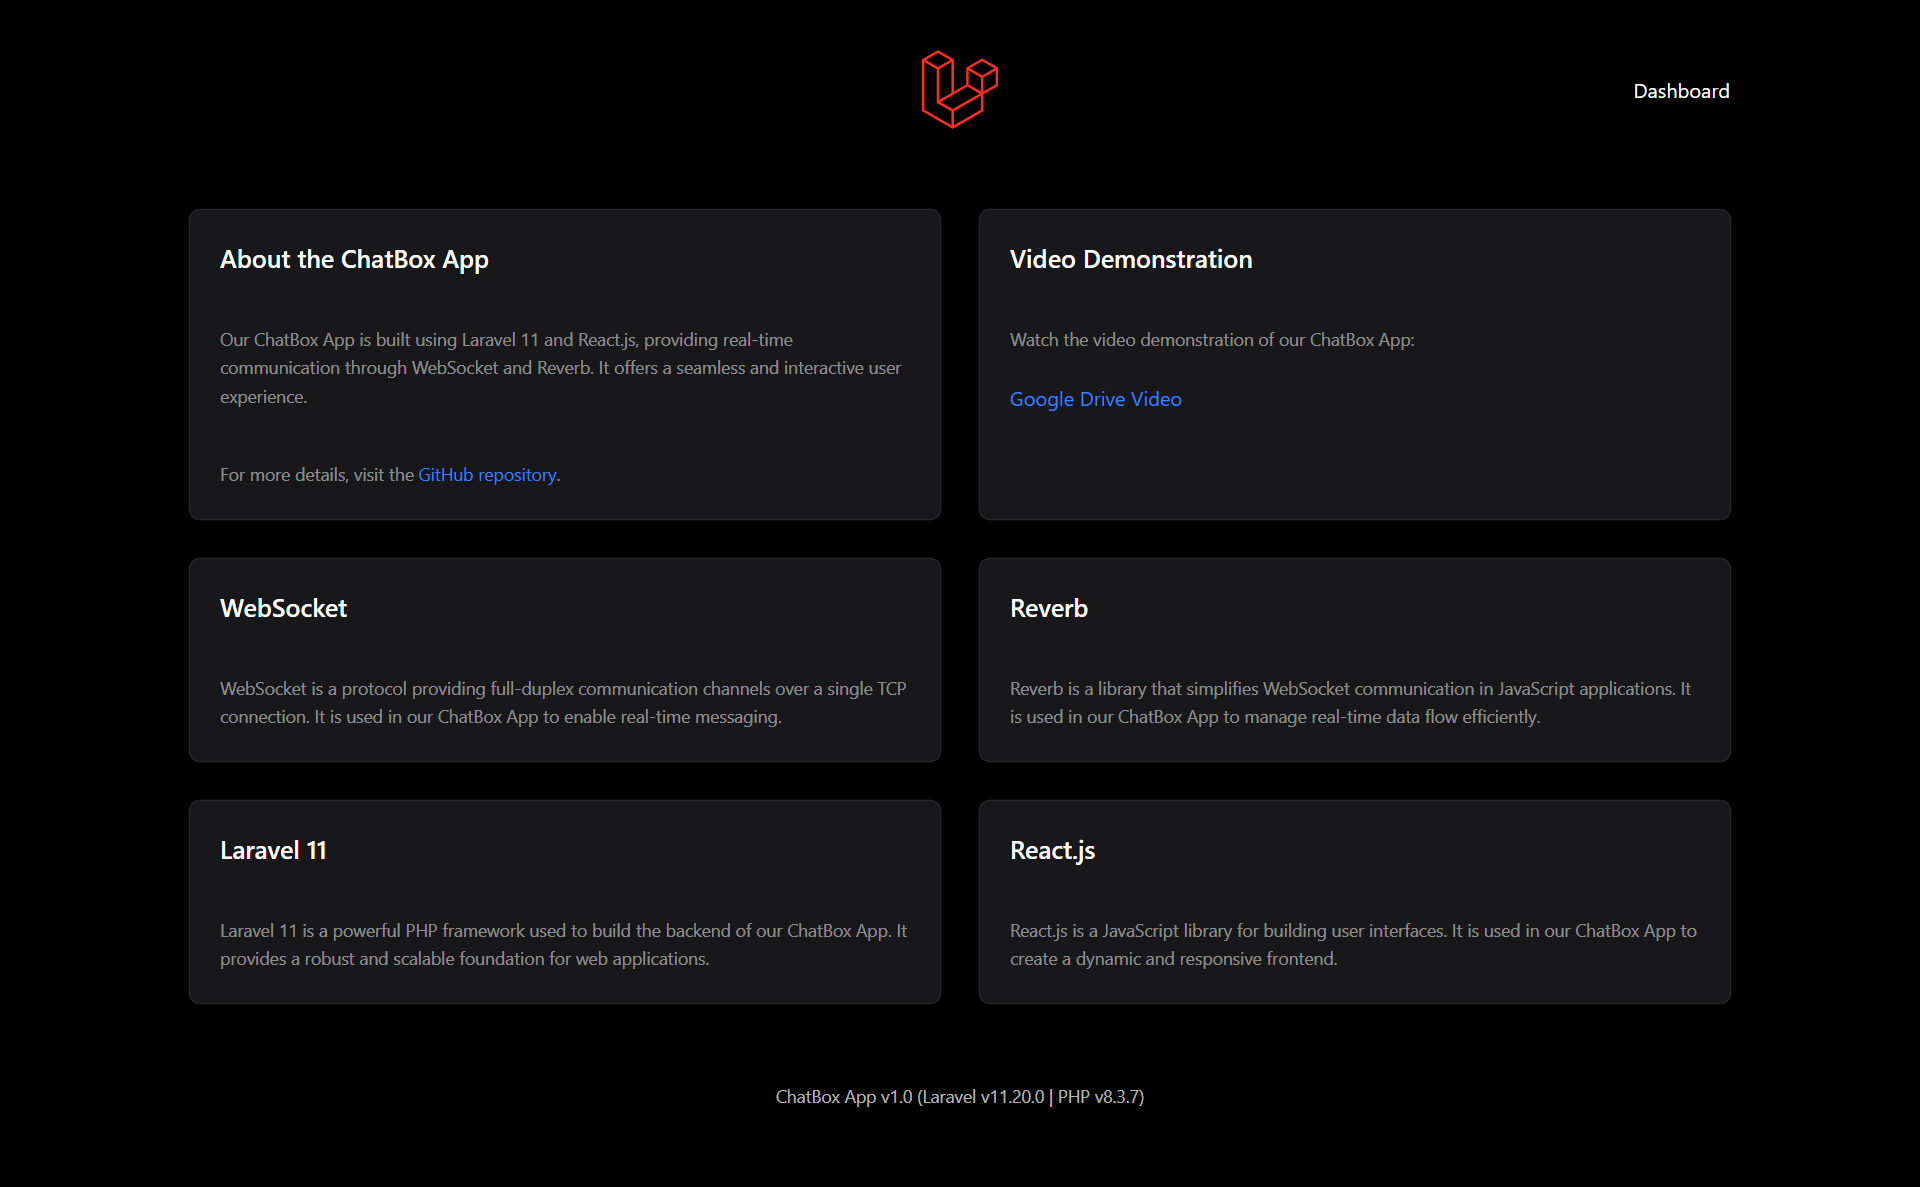 Dashboard
About the ChatBox App
Our ChatBox App is built using Laravel 11 and React.js, providing real-time
communication through WebSocket and Reverb. It offers a seamless and interactive user
experience.
For more details, visit the GitHub repository.
Video Demonstration
Watch the video demonstration of our ChatBox App:
Google Drive Video
WebSocket
WebSocket is a protocol providing full-duplex communication channels over a single TCP
connection. It is used in our ChatBox App to enable real-time messaging.
Reverb
Reverb is a library that simplifies WebSocket communication in JavaScript applications. It
is used in our ChatBox App to manage real-time data flow efficiently.
Laravel 11
Laravel 11 is a powerful PHP framework used to build the backend of our ChatBox App. It
provides a robust and scalable foundation for web applications.
React.js
React.js is a JavaScript library for building user interfaces. It is used in our ChatBox App to
create a dynamic and responsive frontend.
ChatBox App v1.0 (Laravel v11.20.0 | PHP v8.3.7)